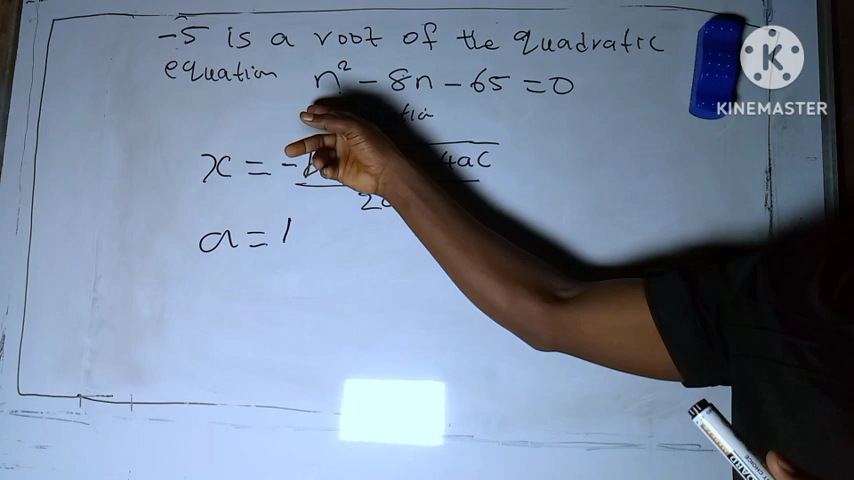 -5 is a root of the quadratic
equation n² - 8n - 65 = 0
KINEMASTER
x = - 4ac
2
a = 1